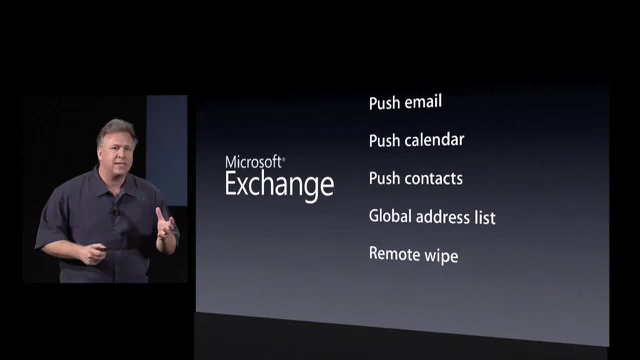 Microsoft®
Exchange
Push email
Push calendar
Push contacts
Global address list
Remote wipe